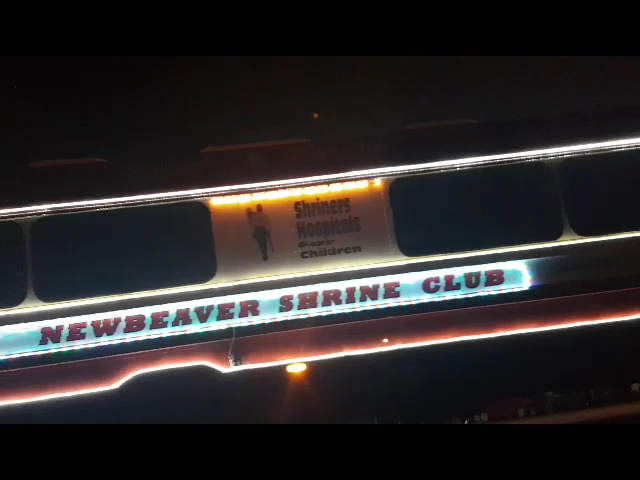 Shriners
Hospitals
for
Children
NEWBEAVER SHRINE CLUB